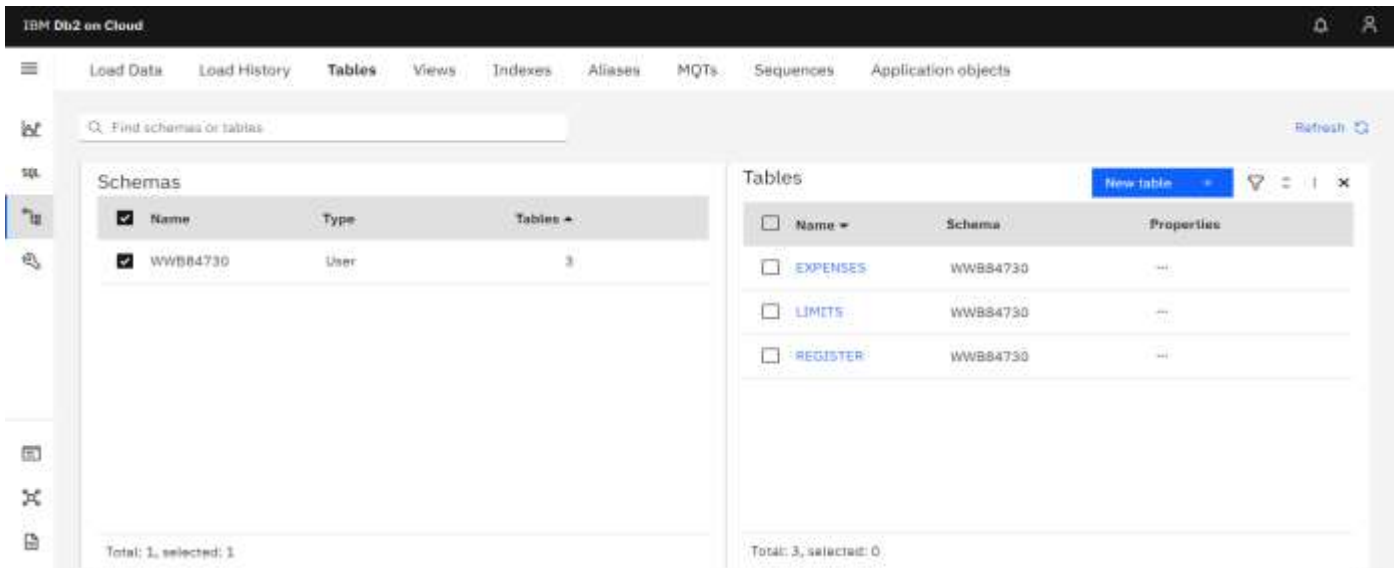 IBM Db2 on Cloud
Load Data Load History Tables Views Indexes Aliases MQTs Sequences Application objects
Find schemas or tables
Refresh
SQL
Schemas
Name Type Tables
WWB84730 User 3
Total: 1, selected: 1
Tables
New table +
Name Schema Properties
EXPENSES WWB84730 ...
LIMITS WWB84730 ...
REGISTER WWB84730 ...
Total: 3, selected: 0